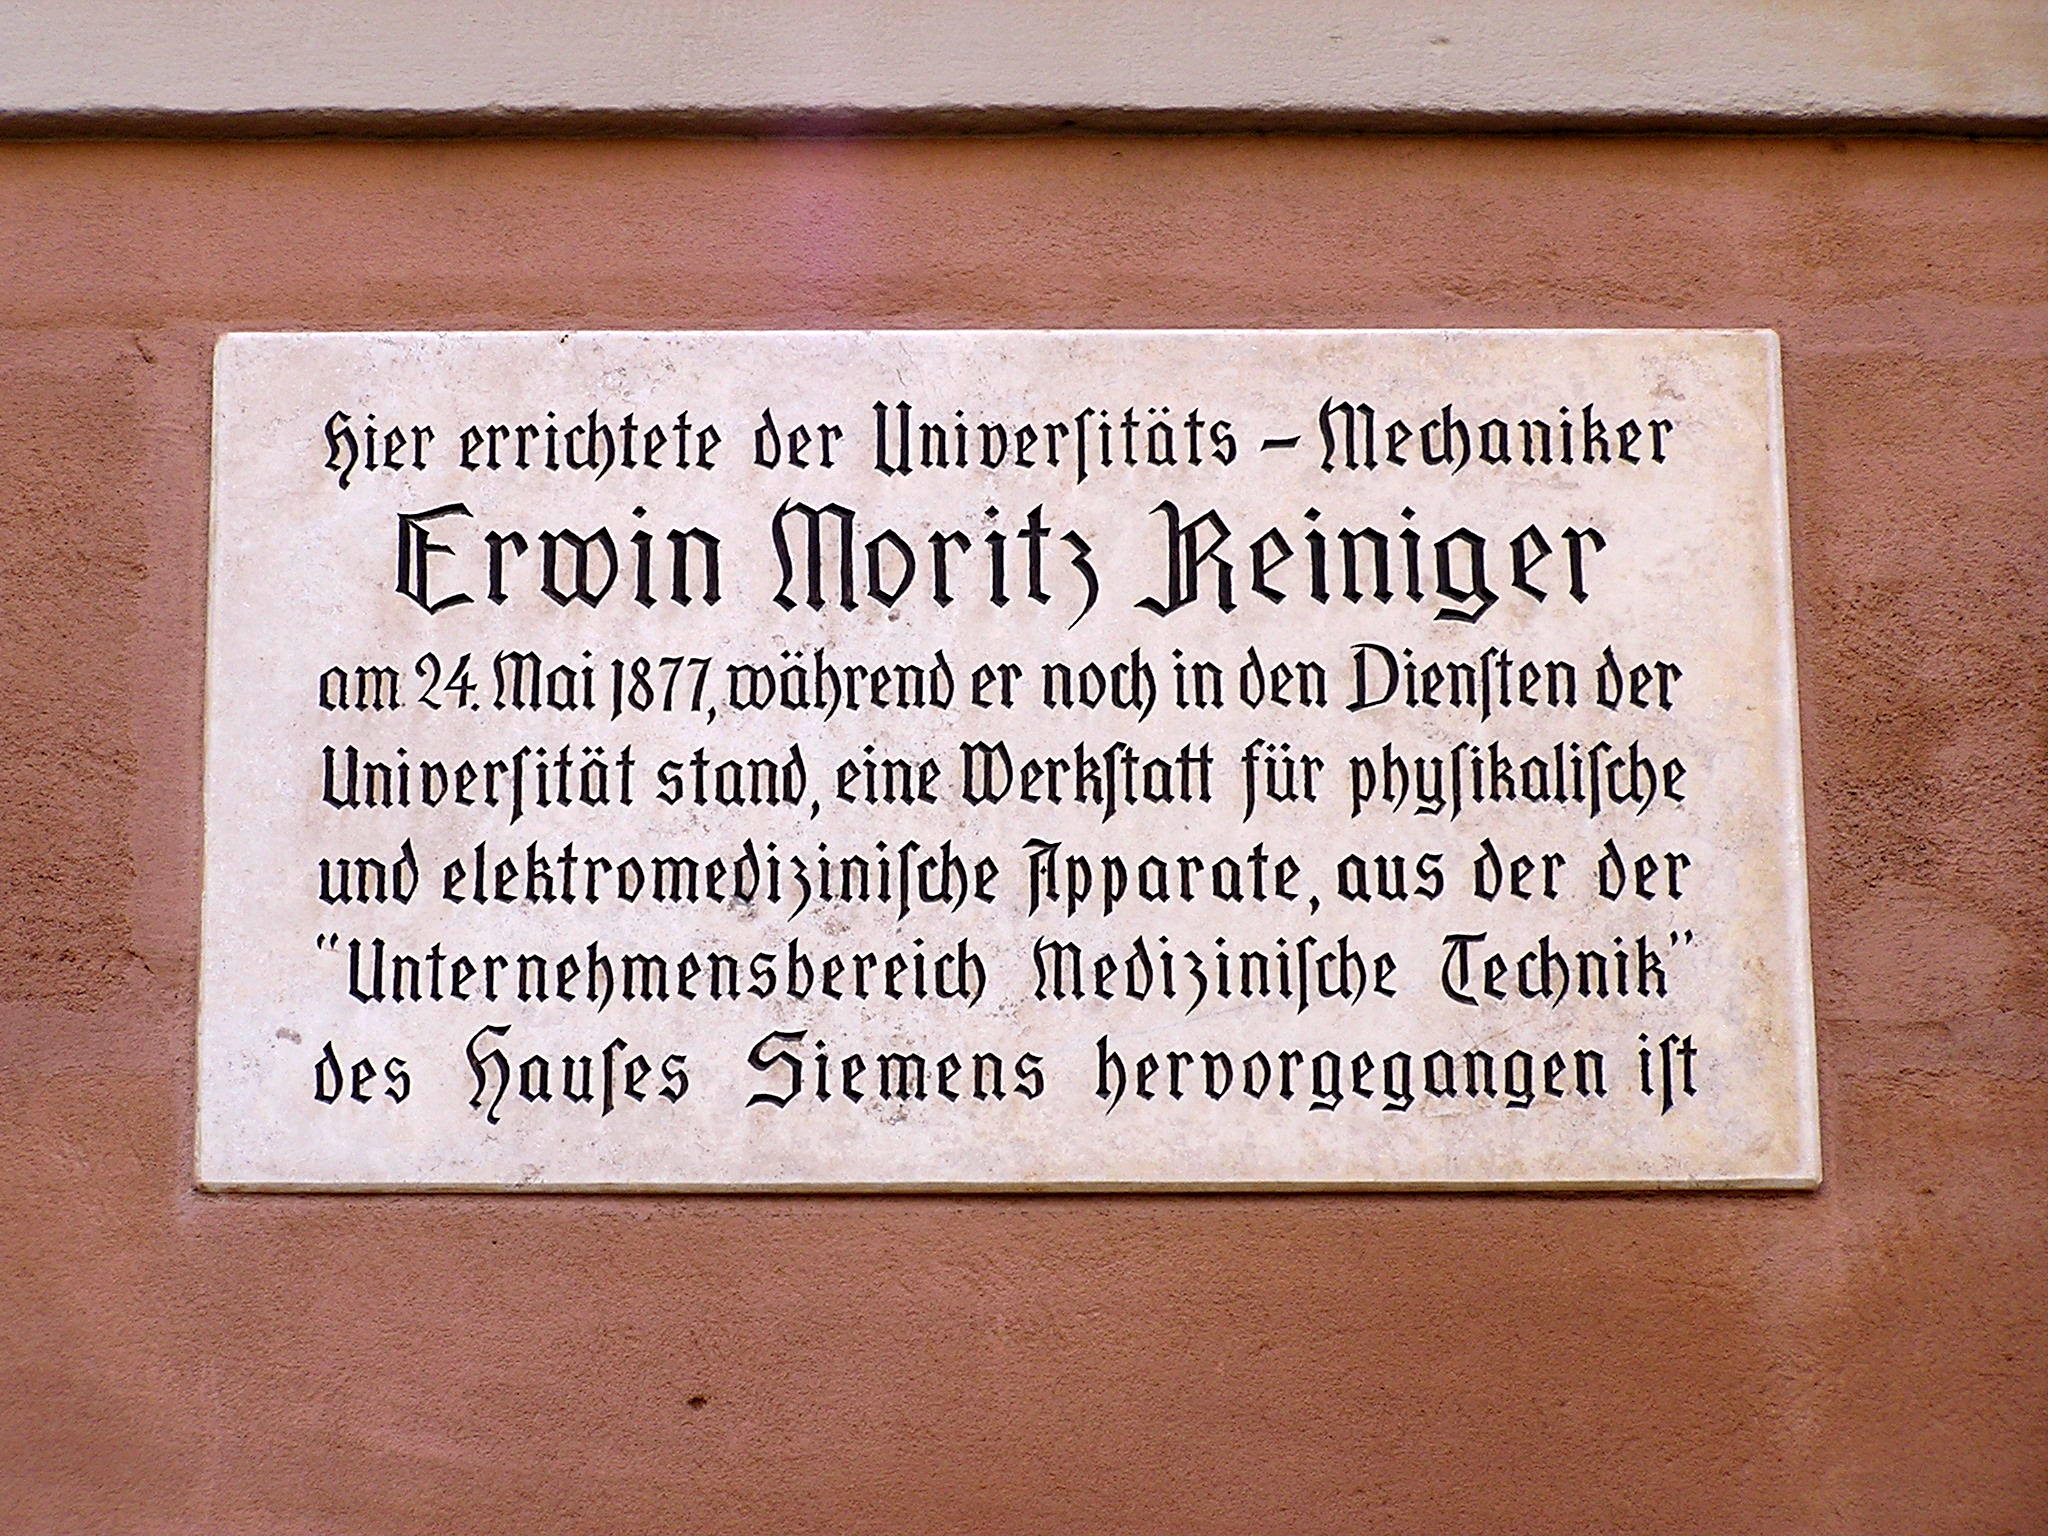 Hier errichtete der Univerſitäts – Mechaniker
Erwin Moritz Reiniger
am 24. Mai 1877, während er noch in den Dienſten der
Univerſität stand, eine Werkſtatt für phyſikaliſche
und elektromediziniſche Apparate, aus der der
"Unternehmensbereich Mediziniſche Technik"
des Hauſes Siemens hervorgegangen iſt